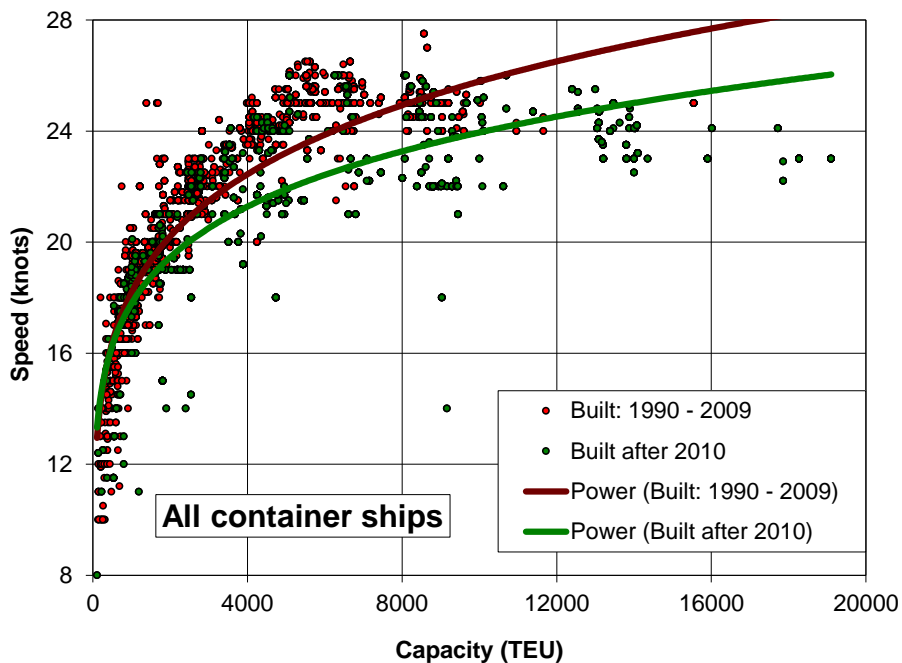 28
24
20
16
12
8
Speed (knots)
Built: 1990 - 2009
Built after 2010
Power (Built: 1990 - 2009)
Power (Built after 2010)
All container ships
0 4000 8000 12000 16000 20000
Capacity (TEU)